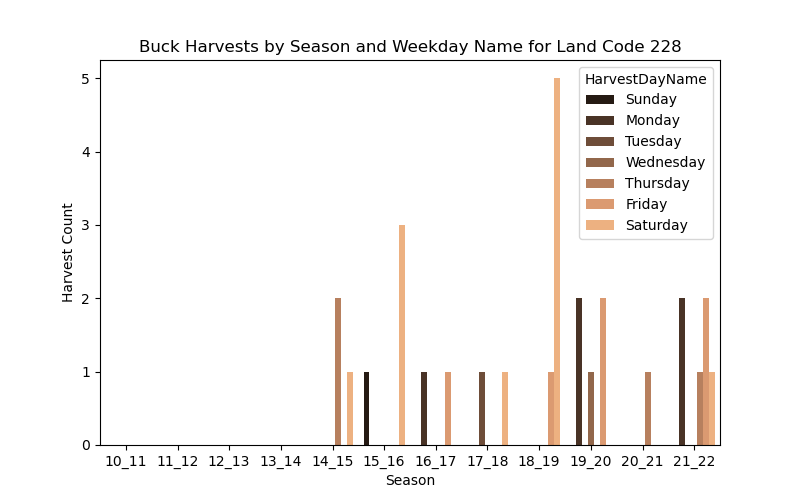 Buck Harvests by Season and Weekday Name for Land Code 228
HarvestDayName
Sunday
Monday
Tuesday
Wednesday
Thursday
Friday
Saturday
Harvest Count
5
4
3
2
1
0
10_11 11_12 12_13 13_14 14_15 15_16 16_17 17_18 18_19 19_20 20_21 21_22
Season